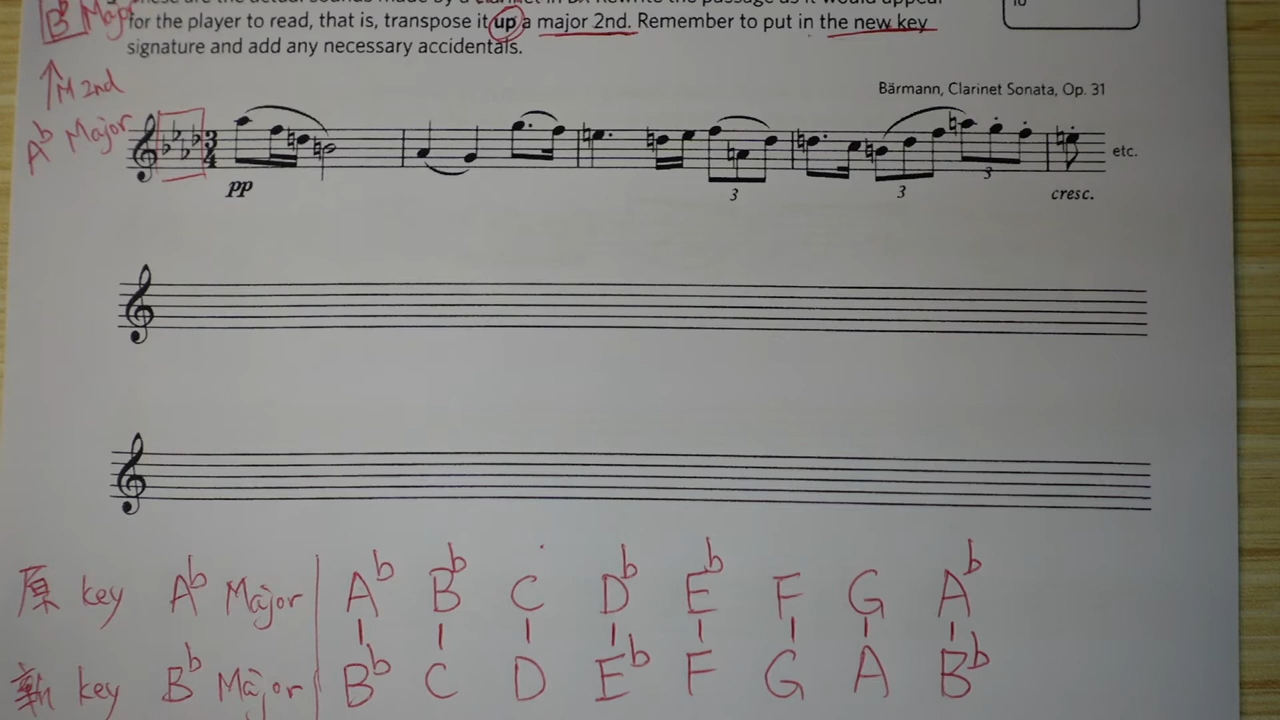 B♭ Major
for the player to read, that is, transpose it up a major 2nd. Remember to put in the new key
signature and add any necessary accidentals.
↑M 2nd
A♭ Major
Bärmann, Clarinet Sonata, Op. 31
3
4
etc.
pp
3
3
3
cresc.
原 key A♭ Major | A♭ B♭ C D♭ E♭ F G A♭
新 key B♭ Major | B♭ C D E♭ F G A B♭